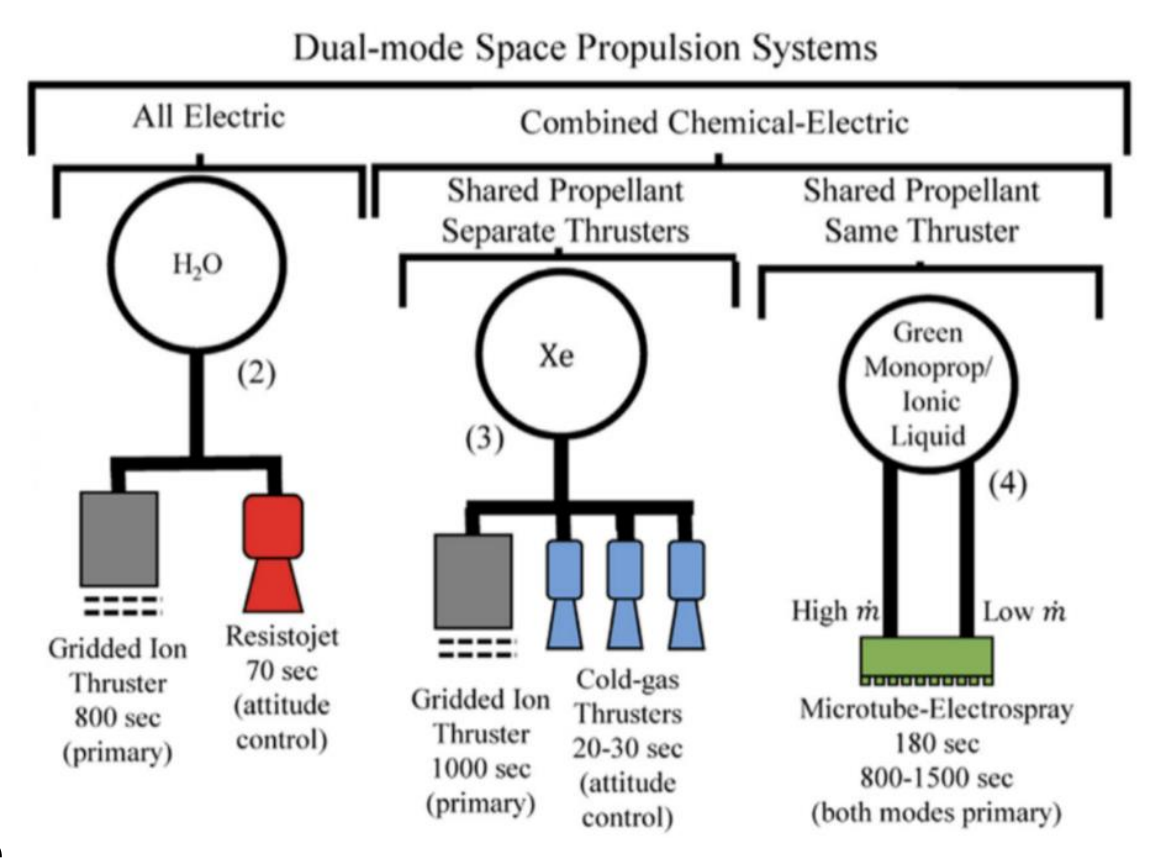 Dual-mode Space Propulsion Systems
All Electric
Combined Chemical-Electric
Shared Propellant
Separate Thrusters
Shared Propellant
Same Thruster
H₂O
(2)
Gridded Ion
Thruster
800 sec
(primary)
Resistojet
70 sec
(attitude
control)
Xe
(3)
Gridded Ion
Thruster
1000 sec
(primary)
Cold-gas
Thrusters
20-30 sec
(attitude
control)
Green
Monoprop/
Ionic
Liquid
(4)
High ṁ
Low ṁ
Microtube-Electrospray
180 sec
800-1500 sec
(both modes primary)